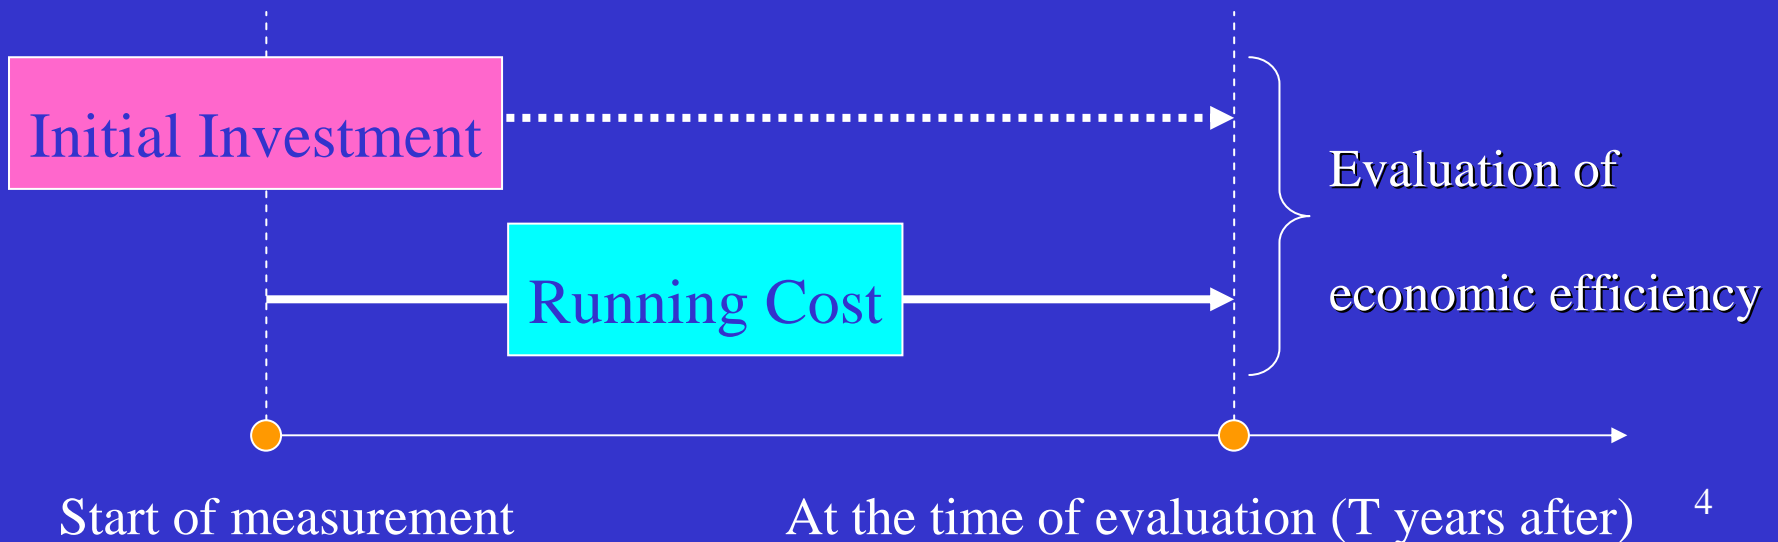 Initial Investment
Evaluation of
Running Cost
economic efficiency
Start of measurement
At the time of evaluation (T years after)
4